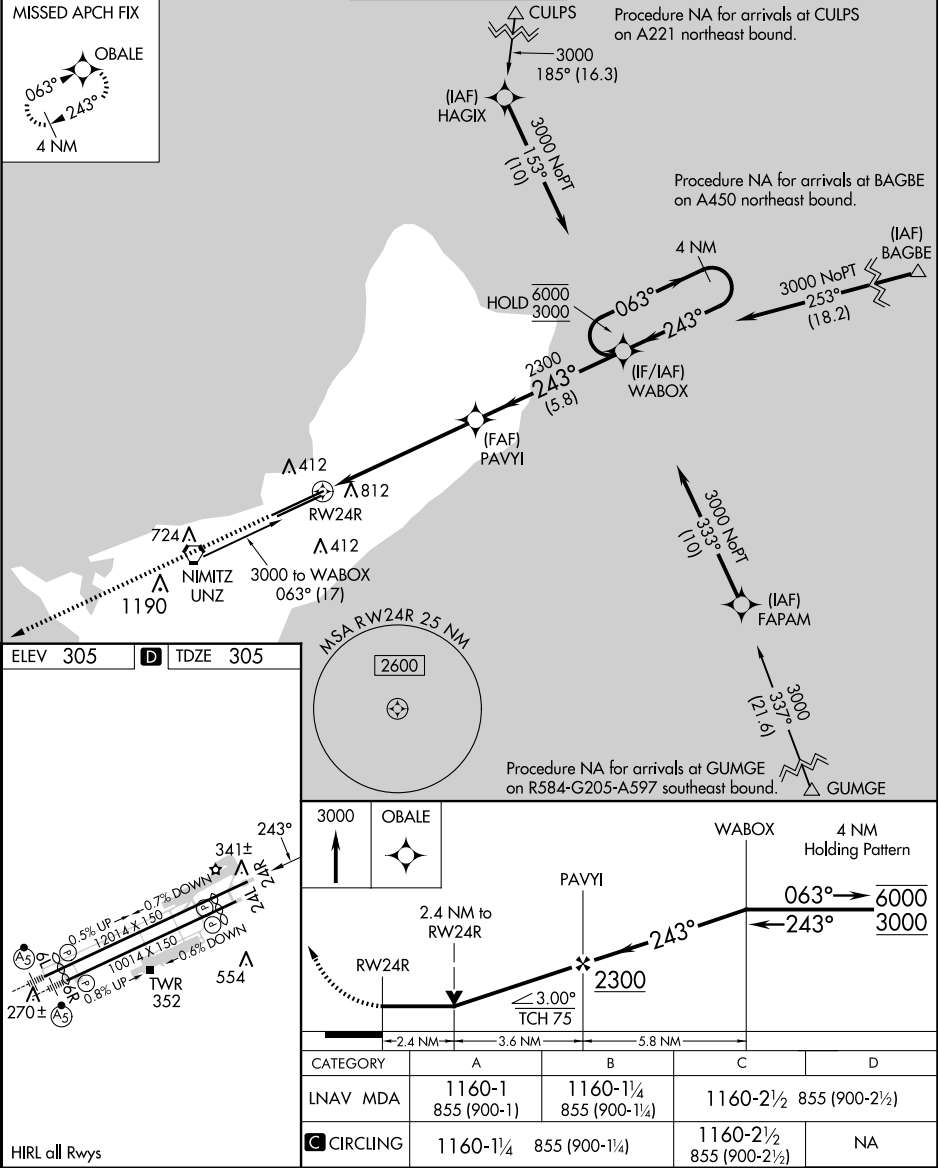 MISSED APCH FIX
OBALE
063°
243°
4 NM
CULPS
Procedure NA for arrivals at CULPS
on A221 northeast bound.
3000
185° (16.3)
(IAF)
HAGIX
3000 NoPT
153°
(10)
Procedure NA for arrivals at BAGBE
on A450 northeast bound.
(IAF)
BAGBE
4 NM
3000 NoPT
253°
(18.2)
HOLD
6000
3000
063°
243°
(IF/IAF)
WABOX
2300
243°
(5.8)
(FAF)
PAVYI
412
812
RW24R
724
412
NIMITZ
UNZ
3000 to WABOX
063° (17)
1190
3000 NoPT
333°
(10)
(IAF)
FAPAM
3000
337°
(21.6)
MSA RW24R 25 NM
2600
Procedure NA for arrivals at GUMGE
on R584-G205-A597 southeast bound.
GUMGE
ELEV 305
D
TDZE 305
243°
341±
24R
24L
0.7% DOWN
0.5% UP
12014 X 150
10014 X 150
0.6% DOWN
0.8% UP
P
P
P
P
A5
A5
TWR
352
554
270±
HIRL all Rwys
3000
OBALE
WABOX
4 NM
Holding Pattern
PAVYI
063°
6000
243°
3000
2.4 NM to
RW24R
243°
RW24R
2300
3.00°
TCH 75
2.4 NM
3.6 NM
5.8 NM
CATEGORY A B C D
LNAV MDA 1160-1 855 (900-1) 1160-1¼ 855 (900-1¼) 1160-2½ 855 (900-2½)
C CIRCLING 1160-1¼ 855 (900-1¼) 1160-2½ 855 (900-2½) NA